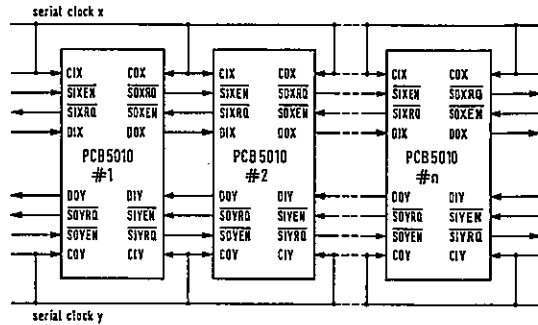 serial clock x
CIX COX
SIXEN SOXRQ
SIXRQ SOXEN
DIX DOX
PCB5010
#1
DOY DIY
SOYRQ SIYEN
SOYEN SIYRQ
COY CIY
CIX COX
SIXEN SOXRQ
SIXRQ SOXEN
DIX DOX
PCB5010
#2
DOY DIY
SOYRQ SIYEN
SOYEN SIYRQ
COY CIY
CIX COX
SIXEN SOXRQ
SIXRQ SOXEN
DIX DOX
PCB5010
#n
DOY DIY
SOYRQ SIYEN
SOYEN SIYRQ
COY CIY
serial clock y